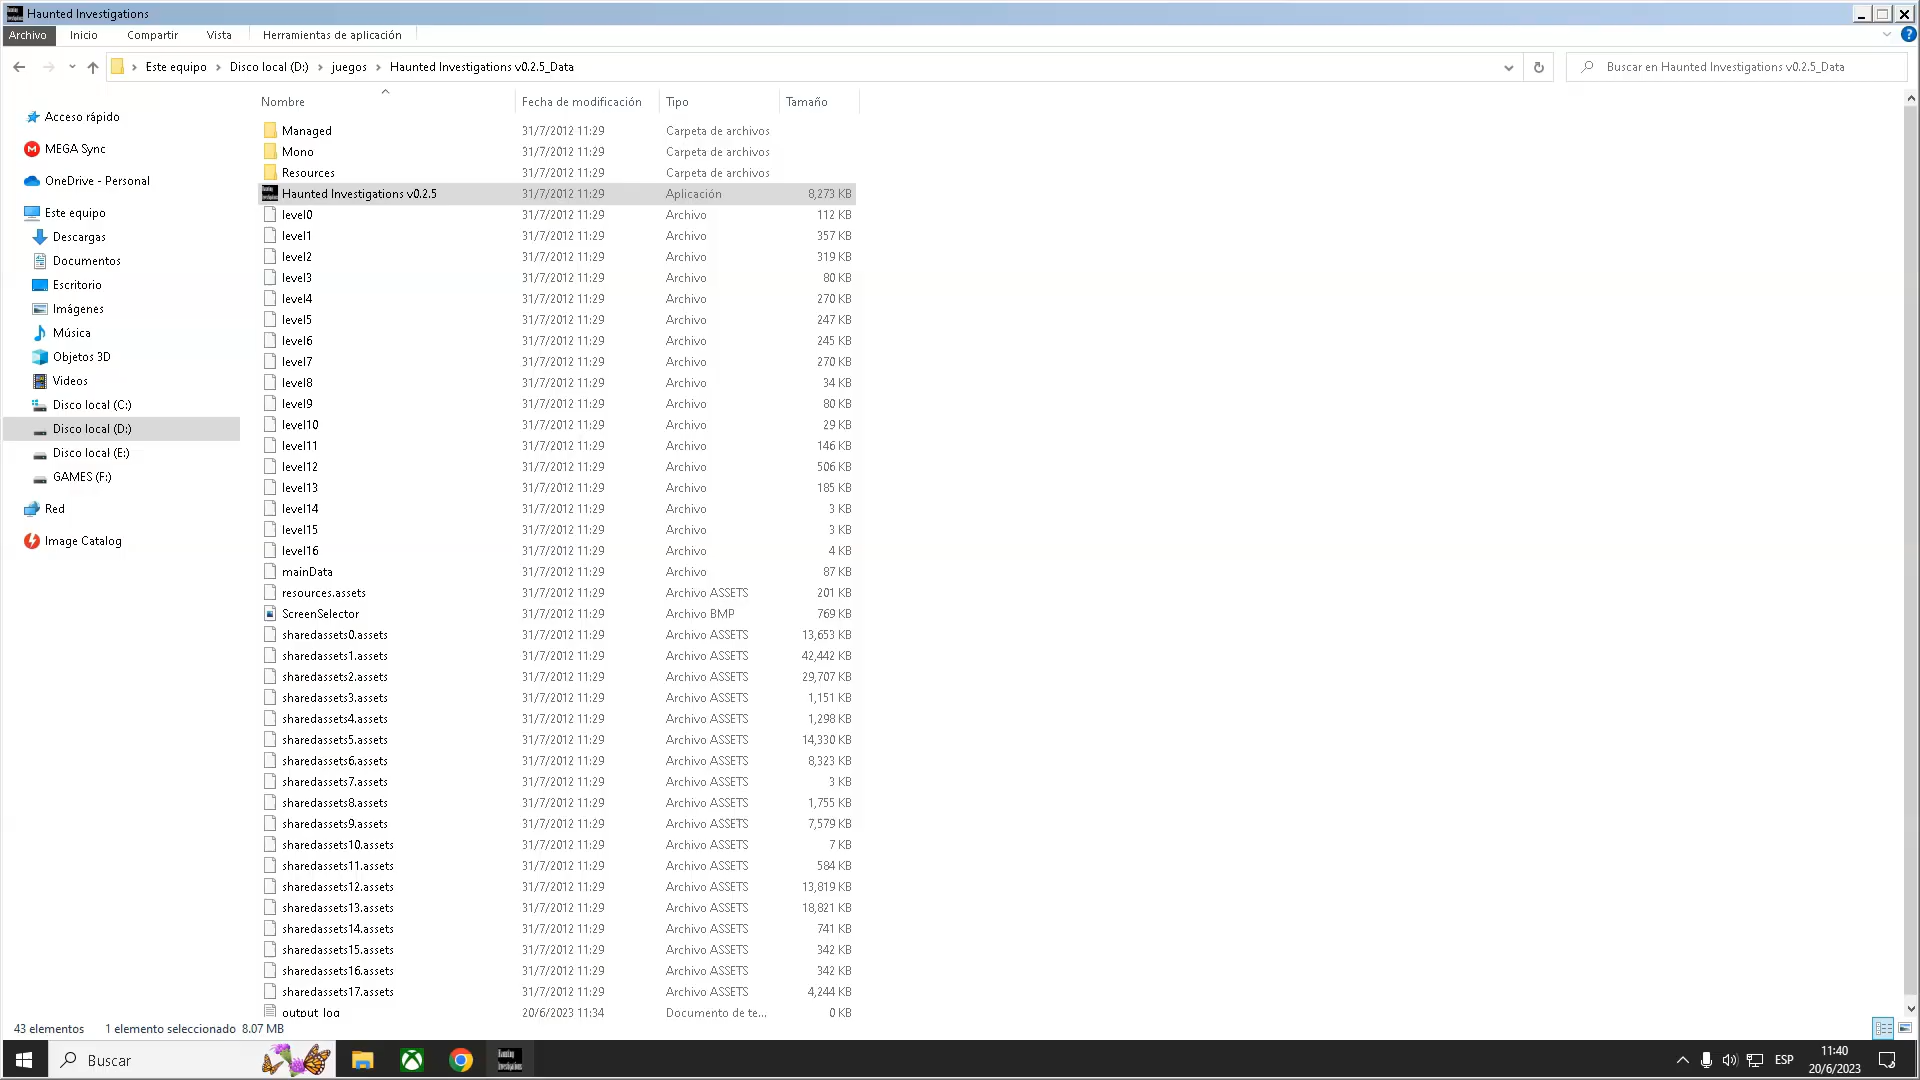 Haunted Investigations
Archivo Inicio Compartir Vista Herramientas de aplicación
Este equipo Disco local (D:) juegos Haunted Investigations v0.2.5_Data Buscar en Haunted Investigations v0.2.5_Data
Acceso rápido
MEGA Sync
OneDrive - Personal
Este equipo
Descargas
Documentos
Escritorio
Imágenes
Música
Objetos 3D
Videos
Disco local (C:)
Disco local (D:)
Disco local (E:)
GAMES (F:)
Red
Image Catalog
Nombre Fecha de modificación Tipo Tamaño
Managed 31/7/2012 11:29 Carpeta de archivos
Mono 31/7/2012 11:29 Carpeta de archivos
Resources 31/7/2012 11:29 Carpeta de archivos
Haunted Investigations v0.2.5 31/7/2012 11:29 Aplicación 8,273 KB
level0 31/7/2012 11:29 Archivo 112 KB
level1 31/7/2012 11:29 Archivo 357 KB
level2 31/7/2012 11:29 Archivo 319 KB
level3 31/7/2012 11:29 Archivo 80 KB
level4 31/7/2012 11:29 Archivo 270 KB
level5 31/7/2012 11:29 Archivo 247 KB
level6 31/7/2012 11:29 Archivo 245 KB
level7 31/7/2012 11:29 Archivo 270 KB
level8 31/7/2012 11:29 Archivo 34 KB
level9 31/7/2012 11:29 Archivo 80 KB
level10 31/7/2012 11:29 Archivo 29 KB
level11 31/7/2012 11:29 Archivo 146 KB
level12 31/7/2012 11:29 Archivo 506 KB
level13 31/7/2012 11:29 Archivo 185 KB
level14 31/7/2012 11:29 Archivo 3 KB
level15 31/7/2012 11:29 Archivo 3 KB
level16 31/7/2012 11:29 Archivo 4 KB
mainData 31/7/2012 11:29 Archivo 87 KB
resources.assets 31/7/2012 11:29 Archivo ASSETS 201 KB
ScreenSelector 31/7/2012 11:29 Archivo BMP 769 KB
sharedassets0.assets 31/7/2012 11:29 Archivo ASSETS 13,653 KB
sharedassets1.assets 31/7/2012 11:29 Archivo ASSETS 42,442 KB
sharedassets2.assets 31/7/2012 11:29 Archivo ASSETS 29,707 KB
sharedassets3.assets 31/7/2012 11:29 Archivo ASSETS 1,151 KB
sharedassets4.assets 31/7/2012 11:29 Archivo ASSETS 1,298 KB
sharedassets5.assets 31/7/2012 11:29 Archivo ASSETS 14,330 KB
sharedassets6.assets 31/7/2012 11:29 Archivo ASSETS 8,323 KB
sharedassets7.assets 31/7/2012 11:29 Archivo ASSETS 3 KB
sharedassets8.assets 31/7/2012 11:29 Archivo ASSETS 1,755 KB
sharedassets9.assets 31/7/2012 11:29 Archivo ASSETS 7,579 KB
sharedassets10.assets 31/7/2012 11:29 Archivo ASSETS 7 KB
sharedassets11.assets 31/7/2012 11:29 Archivo ASSETS 584 KB
sharedassets12.assets 31/7/2012 11:29 Archivo ASSETS 13,819 KB
sharedassets13.assets 31/7/2012 11:29 Archivo ASSETS 18,821 KB
sharedassets14.assets 31/7/2012 11:29 Archivo ASSETS 741 KB
sharedassets15.assets 31/7/2012 11:29 Archivo ASSETS 342 KB
sharedassets16.assets 31/7/2012 11:29 Archivo ASSETS 342 KB
sharedassets17.assets 31/7/2012 11:29 Archivo ASSETS 4,244 KB
output_log 20/6/2023 11:34 Documento de te... 0 KB
43 elementos 1 elemento seleccionado 8.07 MB
Buscar
ESP
11:40
20/6/2023